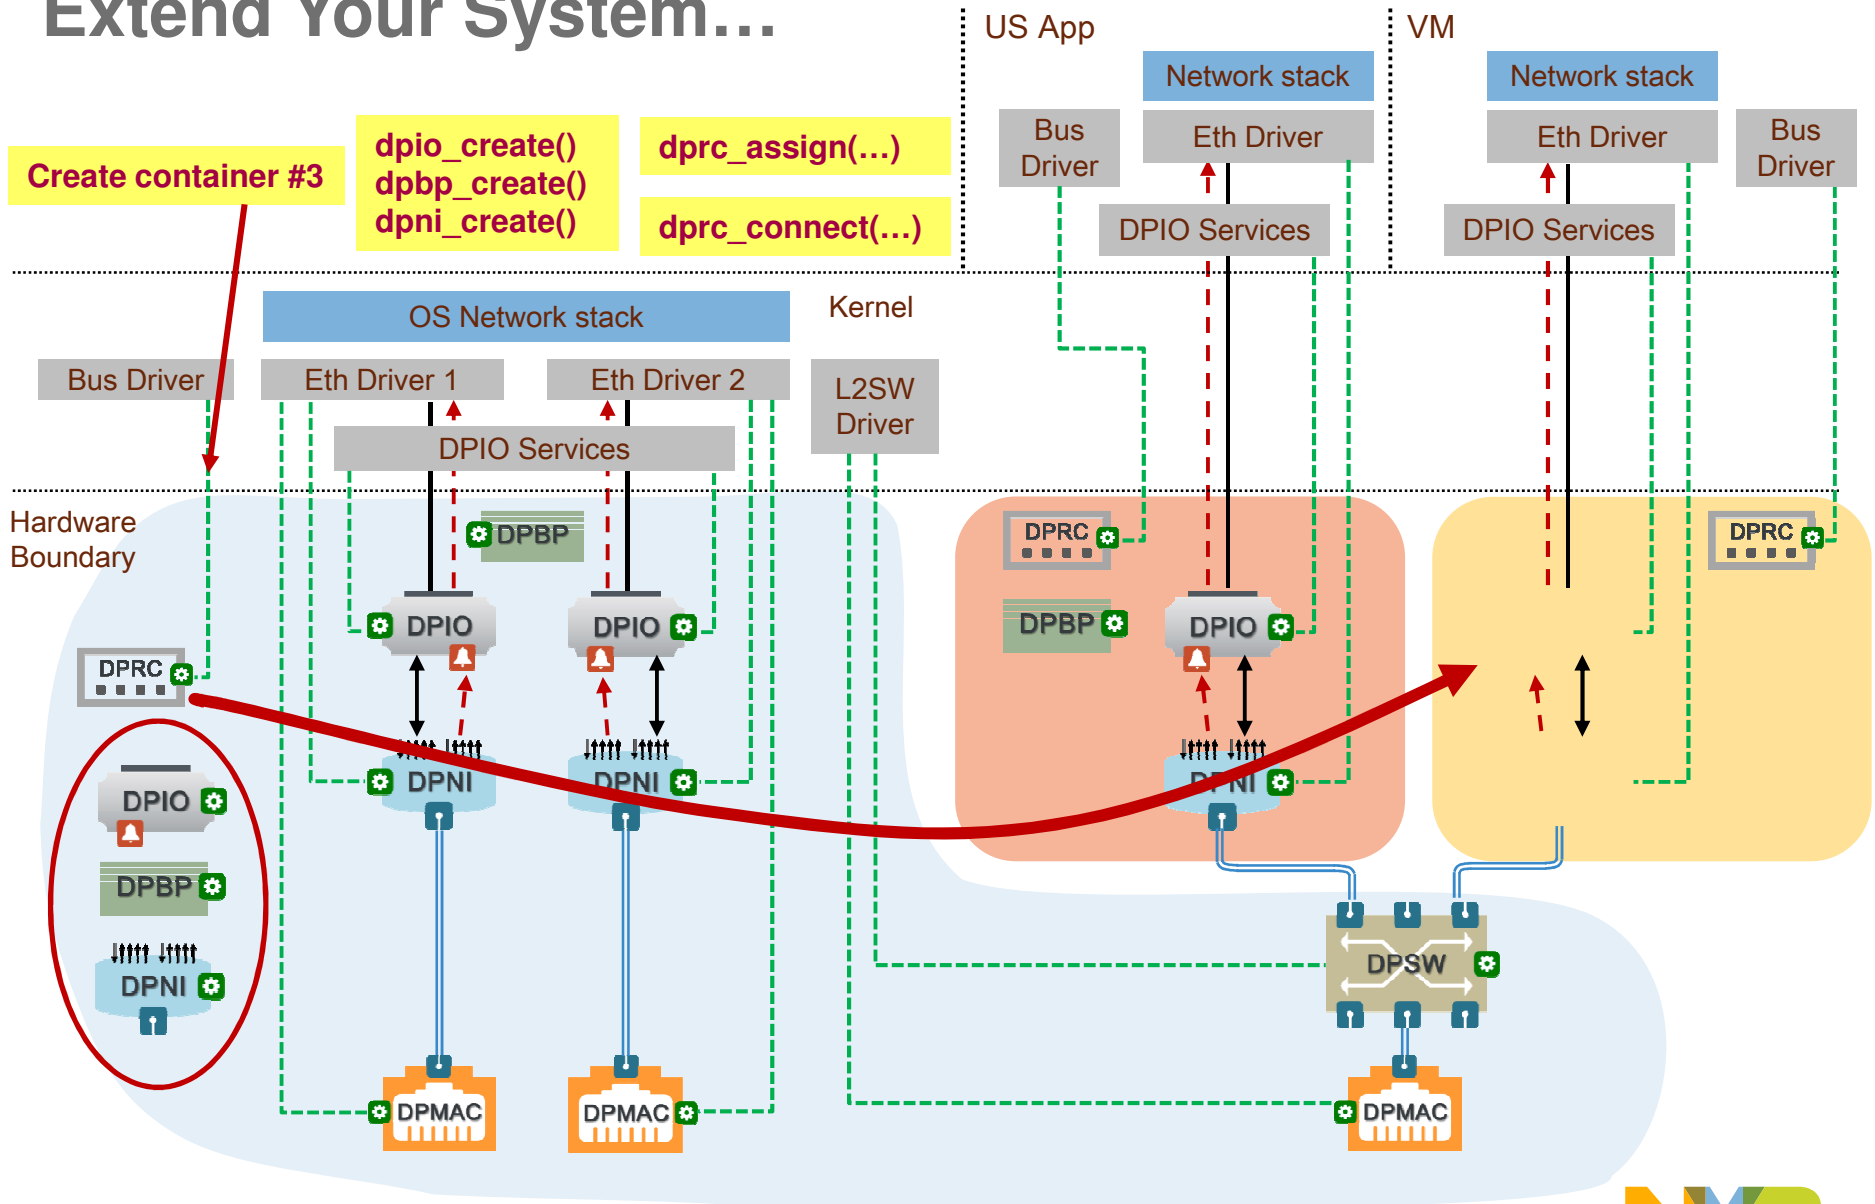 Extend Your System…
US App
VM
Network stack
Network stack
Bus
Driver
Eth Driver
Eth Driver
Bus
Driver
Create container #3
dpio_create()
dpbp_create()
dpni_create()
dprc_assign(…)
dprc_connect(…)
DPIO Services
DPIO Services
OS Network stack
Kernel
Bus Driver
Eth Driver 1
Eth Driver 2
L2SW
Driver
DPIO Services
Hardware
Boundary
DPBP
DPRC
DPRC
DPIO
DPIO
DPBP
DPIO
DPRC
DPNI
DPNI
DPNI
DPIO
DPBP
DPNI
DPSW
DPMAC
DPMAC
DPMAC